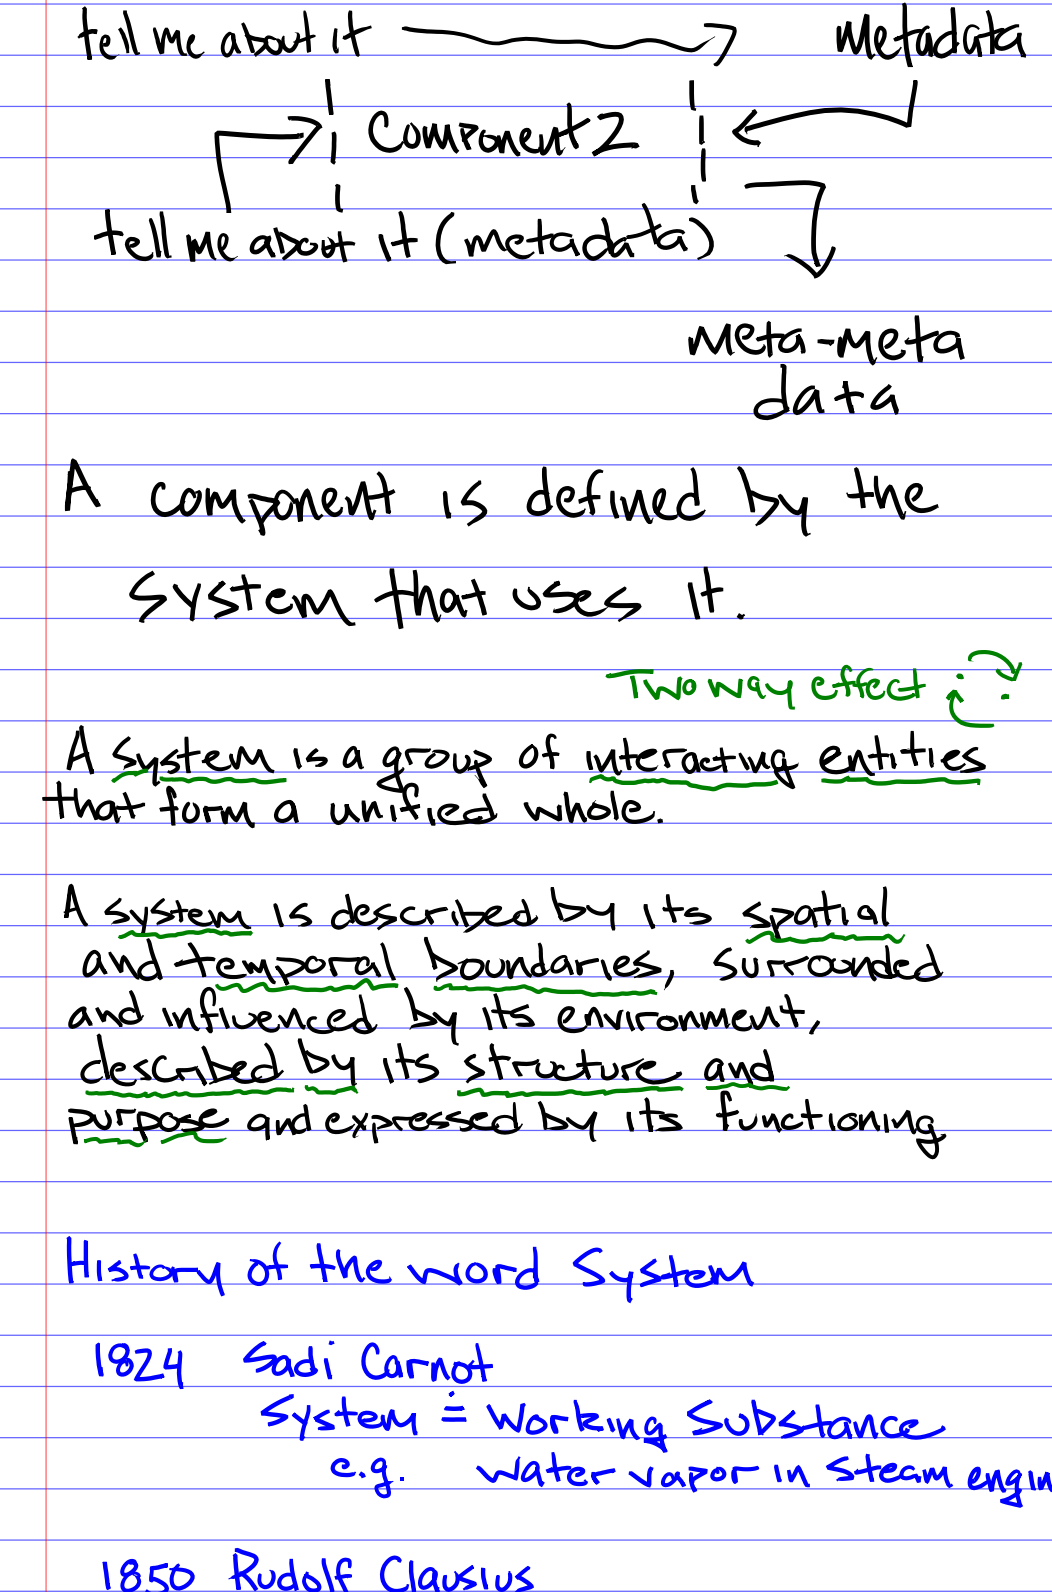 tell me about it Metadata
Component 2
tell me about it (metadata)
meta-meta
data
A component is defined by the
System that uses it.
Two way effect
A system is a group of interacting entities
that form a unified whole.
A system is described by its spatial
and temporal boundaries, surrounded
and influenced by its environment,
described by its structure and
purpose and expressed by its functioning
History of the word System
1824 Sadi Carnot
System ≐ Working Substance
e.g. water vapor in steam engin
1850 Rudolf Clausius